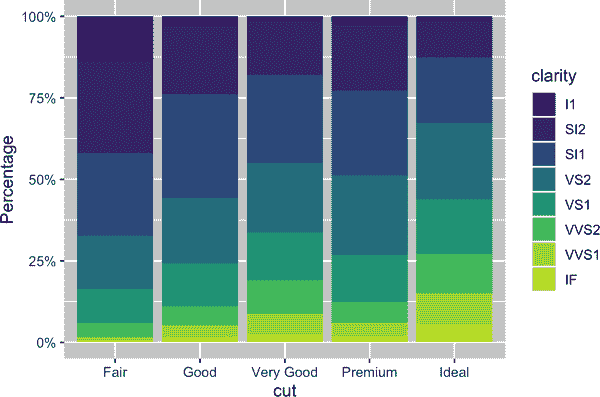 100%
75%
50%
25%
0%
Percentage
Fair Good Very Good Premium Ideal
cut
clarity
I1
SI2
SI1
VS2
VS1
VVS2
VVS1
IF